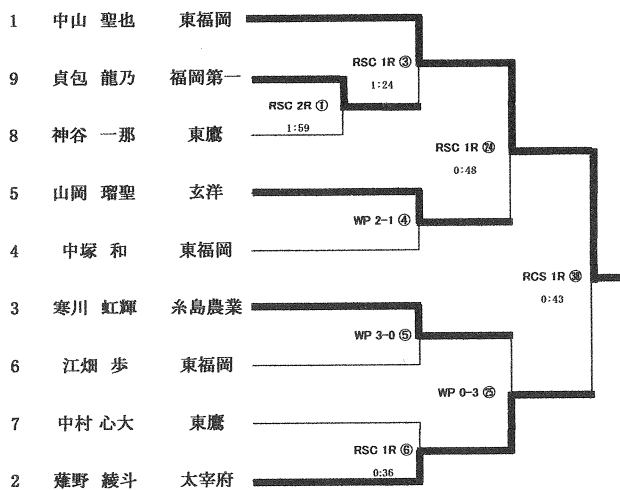 1 中山 聖也 東福岡
RSC 1R ③
1:24
9 貞包 龍乃 福岡第一
RSC 2R ①
1:59
8 神谷 一那 東鷹
RSC 1R ㉔
0:48
5 山岡 瑠聖 玄洋
WP 2-1 ④
4 中塚 和 東福岡
RCS 1R ㊳
0:43
3 寒川 虹輝 糸島農業
WP 3-0 ⑤
6 江畑 歩 東福岡
WP 0-3 ㉕
7 中村 心大 東鷹
RSC 1R ⑥
0:36
2 薙野 綾斗 太宰府